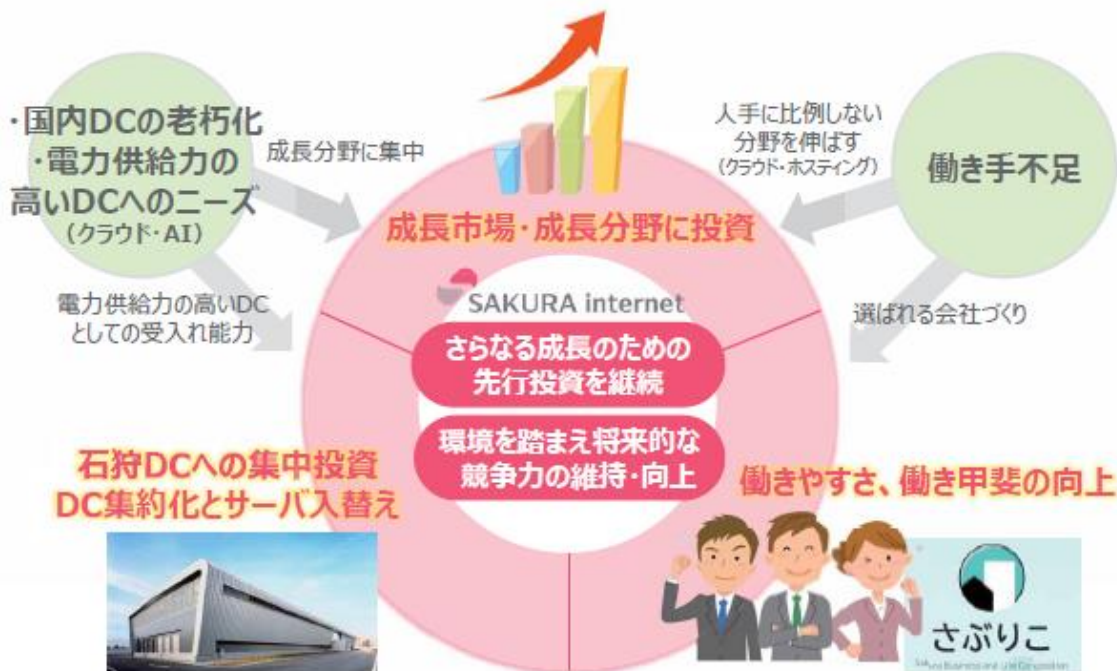 ・国内DCの老朽化
・電力供給力の
高いDCへのニーズ
（クラウド・AI）
成長分野に集中
人手に比例しない
分野を伸ばす
（クラウド・ホスティング）
働き手不足
成長市場・成長分野に投資
電力供給力の高いDC
としての受入れ能力
選ばれる会社づくり
SAKURA internet
さらなる成長のための
先行投資を継続
環境を踏まえ将来的な
競争力の維持・向上
石狩DCへの集中投資
DC集約化とサーバ入替え
働きやすさ、働き甲斐の向上
さぶりこ
Sakura Business and Life Co-creation